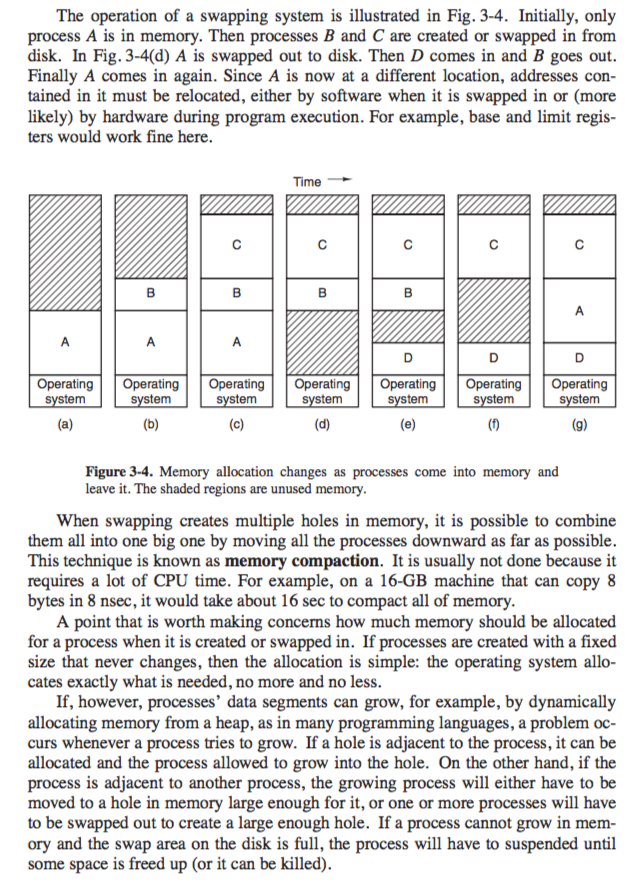 The operation of a swapping system is illustrated in Fig. 3-4. Initially, only
process A is in memory. Then processes B and C are created or swapped in from
disk. In Fig. 3-4(d) A is swapped out to disk. Then D comes in and B goes out.
Finally A comes in again. Since A is now at a different location, addresses con-
tained in it must be relocated, either by software when it is swapped in or (more
likely) by hardware during program execution. For example, base and limit regis-
ters would work fine here.
Time
C C C C C
B B B B
A
A A A
D D D
Operating Operating Operating Operating Operating Operating Operating
system system system system system system system
(a) (b) (c) (d) (e) (f) (g)
Figure 3-4. Memory allocation changes as processes come into memory and
leave it. The shaded regions are unused memory.
When swapping creates multiple holes in memory, it is possible to combine
them all into one big one by moving all the processes downward as far as possible.
This technique is known as memory compaction. It is usually not done because it
requires a lot of CPU time. For example, on a 16-GB machine that can copy 8
bytes in 8 nsec, it would take about 16 sec to compact all of memory.
A point that is worth making concerns how much memory should be allocated
for a process when it is created or swapped in. If processes are created with a fixed
size that never changes, then the allocation is simple: the operating system allo-
cates exactly what is needed, no more and no less.
If, however, processes’ data segments can grow, for example, by dynamically
allocating memory from a heap, as in many programming languages, a problem oc-
curs whenever a process tries to grow. If a hole is adjacent to the process, it can be
allocated and the process allowed to grow into the hole. On the other hand, if the
process is adjacent to another process, the growing process will either have to be
moved to a hole in memory large enough for it, or one or more processes will have
to be swapped out to create a large enough hole. If a process cannot grow in mem-
ory and the swap area on the disk is full, the process will have to suspended until
some space is freed up (or it can be killed).